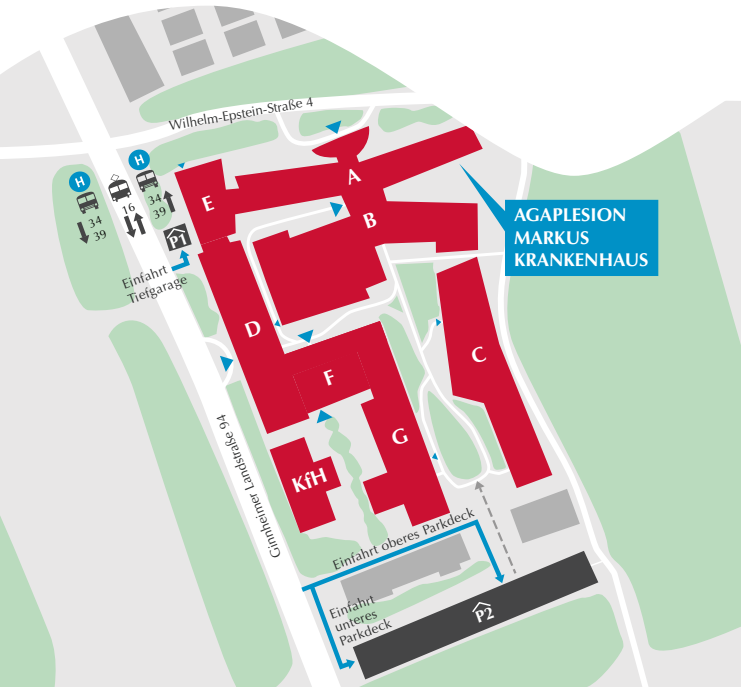 Wilhelm-Epstein-Straße 4
H
H
34
39
16
34
39
P1
Einfahrt
Tiefgarage
E
A
B
AGAPLESION
MARKUS
KRANKENHAUS
D
C
F
G
KfH
Ginnheimer Landstraße 94
Einfahrt oberes Parkdeck
Einfahrt
unteres
Parkdeck
P2